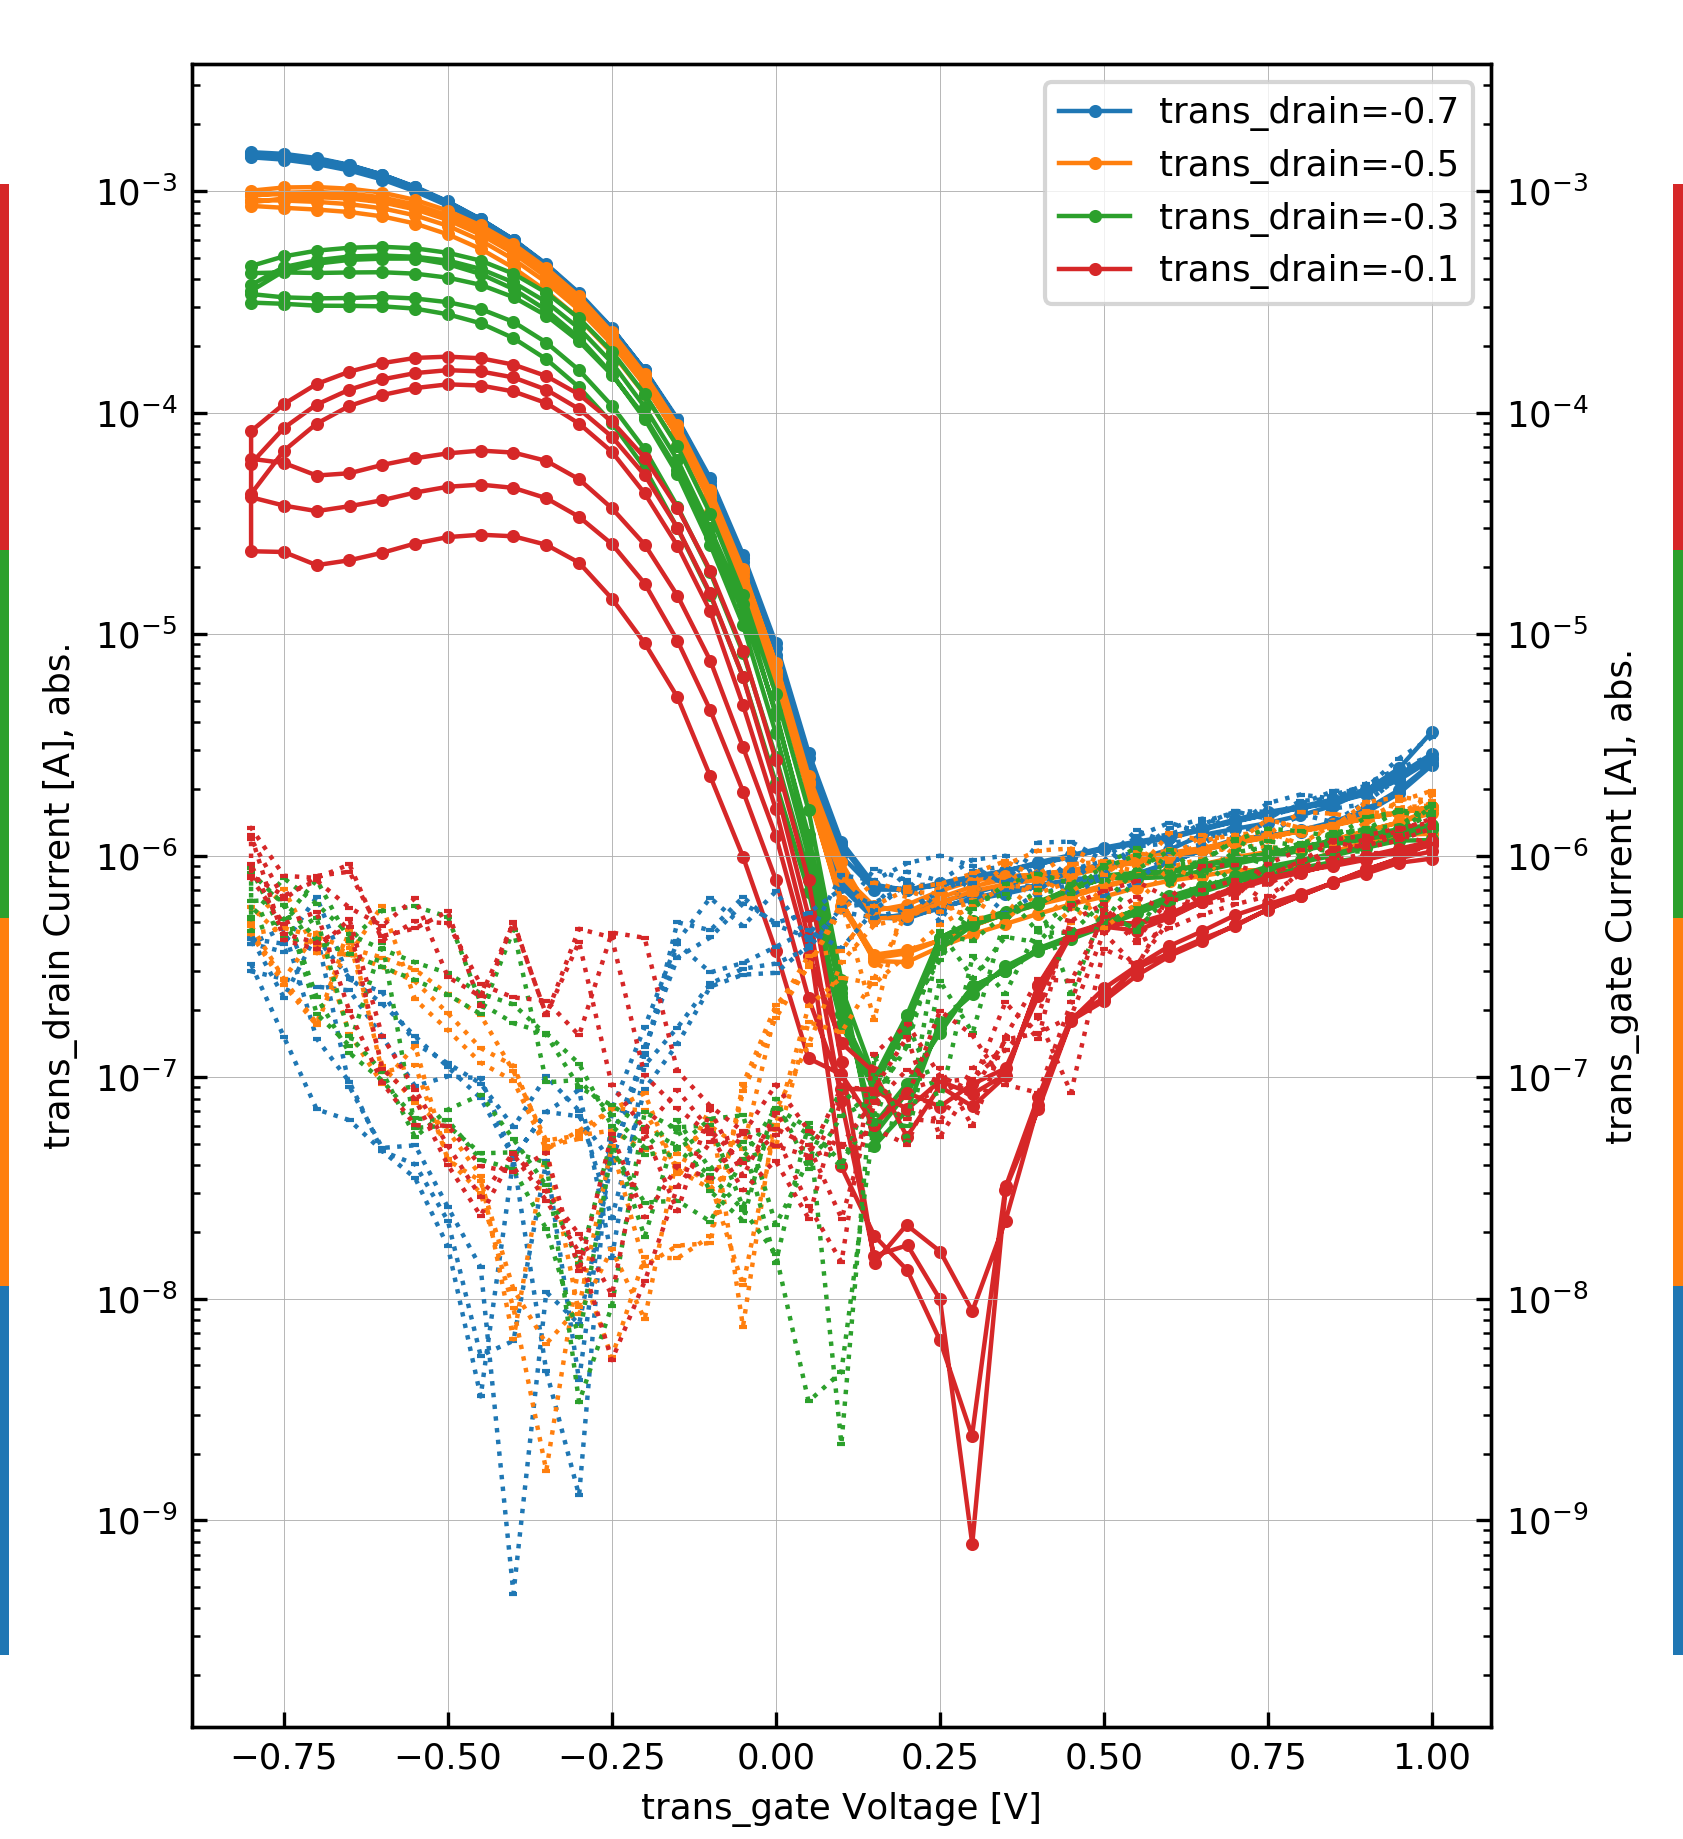 trans_drain=-0.7
trans_drain=-0.5
trans_drain=-0.3
trans_drain=-0.1
10⁻³
10⁻⁴
10⁻⁵
10⁻⁶
10⁻⁷
10⁻⁸
10⁻⁹
trans_drain Current [A], abs.
10⁻³
10⁻⁴
10⁻⁵
10⁻⁶
10⁻⁷
10⁻⁸
10⁻⁹
trans_gate Current [A], abs.
−0.75 −0.50 −0.25 0.00 0.25 0.50 0.75 1.00
trans_gate Voltage [V]